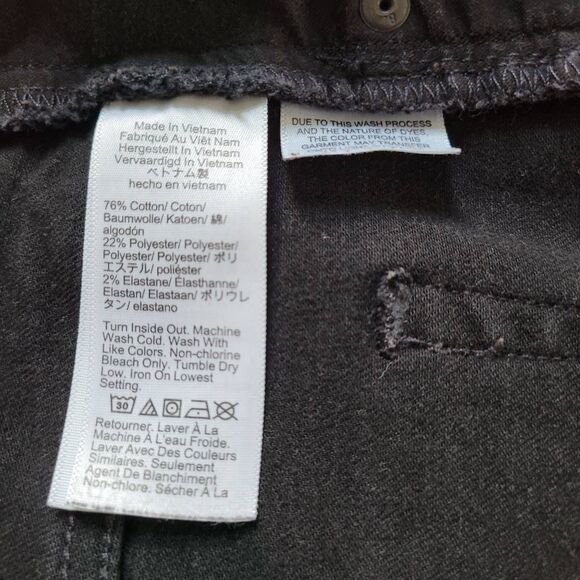 Made In Vietnam
Fabriqué Au Viêt Nam
Hergestellt In Vietnam
Vervaardigd In Vietnam
ベトナム製
hecho en vietnam
76% Cotton/ Coton/
Baumwolle/ Katoen/ 綿/
algodón
22% Polyester/ Polyester/
Polyester/ Polyester/ ポリ
エステル/ poliéster
2% Elastane/ Élasthanne/
Elastan/ Elastaan/ ポリウレ
タン/ elastano
Turn Inside Out. Machine
Wash Cold. Wash With
Like Colors. Non-chlorine
Bleach Only. Tumble Dry
Low. Iron On Lowest
Setting.
30
Retourner. Laver À La
Machine À L'eau Froide.
Laver Avec Des Couleurs
Similaires. Seulement
Agent De Blanchiment
Non-chlore. Sécher À La
DUE TO THIS WASH PROCESS
AND THE NATURE OF DYES,
THE COLOR FROM THIS
GARMENT MAY TRANSFER